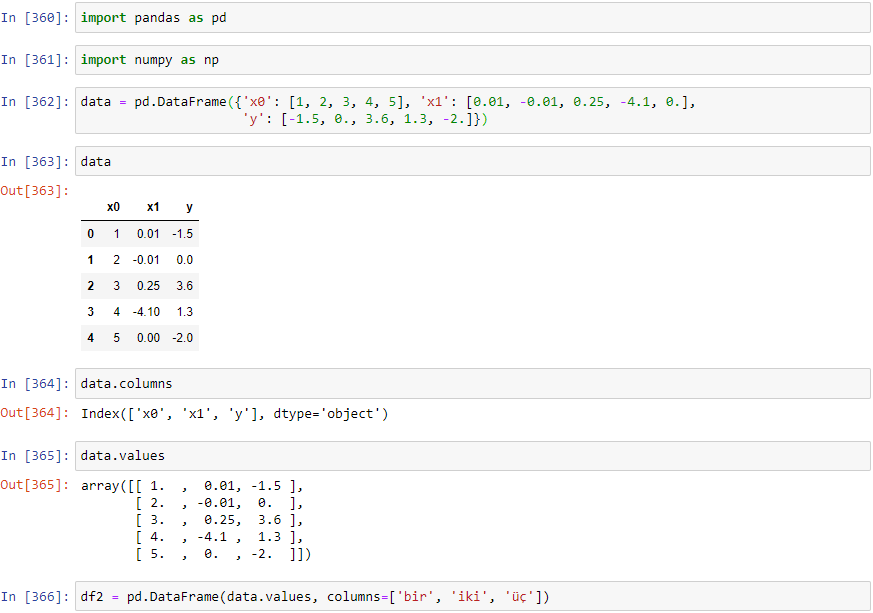 In [360]: import pandas as pd
In [361]: import numpy as np
In [362]: data = pd.DataFrame({'x0': [1, 2, 3, 4, 5], 'x1': [0.01, -0.01, 0.25, -4.1, 0.],
'y': [-1.5, 0., 3.6, 1.3, -2.]})
In [363]: data
Out[363]:
x0 x1 y
0 1 0.01 -1.5
1 2 -0.01 0.0
2 3 0.25 3.6
3 4 -4.10 1.3
4 5 0.00 -2.0
In [364]: data.columns
Out[364]: Index(['x0', 'x1', 'y'], dtype='object')
In [365]: data.values
Out[365]: array([[ 1.  ,  0.01, -1.5 ],
[ 2.  , -0.01,  0.  ],
[ 3.  ,  0.25,  3.6 ],
[ 4.  , -4.1 ,  1.3 ],
[ 5.  ,  0.  , -2.  ]])
In [366]: df2 = pd.DataFrame(data.values, columns=['bir', 'iki', 'üç'])